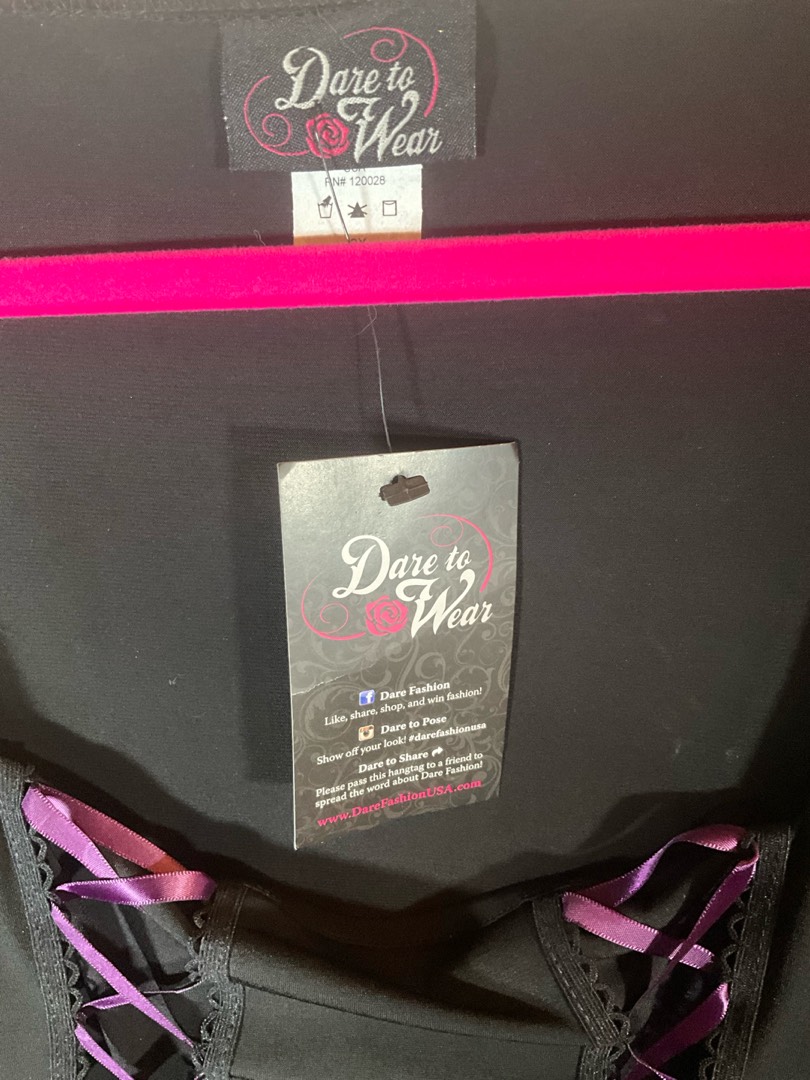 Dare to
Wear
RN# 120028
Dare to
Wear
Dare Fashion
Like, share, shop, and win fashion!
Dare to Pose
Show off your look! #darefashionusa
Dare to Share
Please pass this hangtag to a friend to
spread the word about Dare Fashion!
www.DareFashionUSA.com